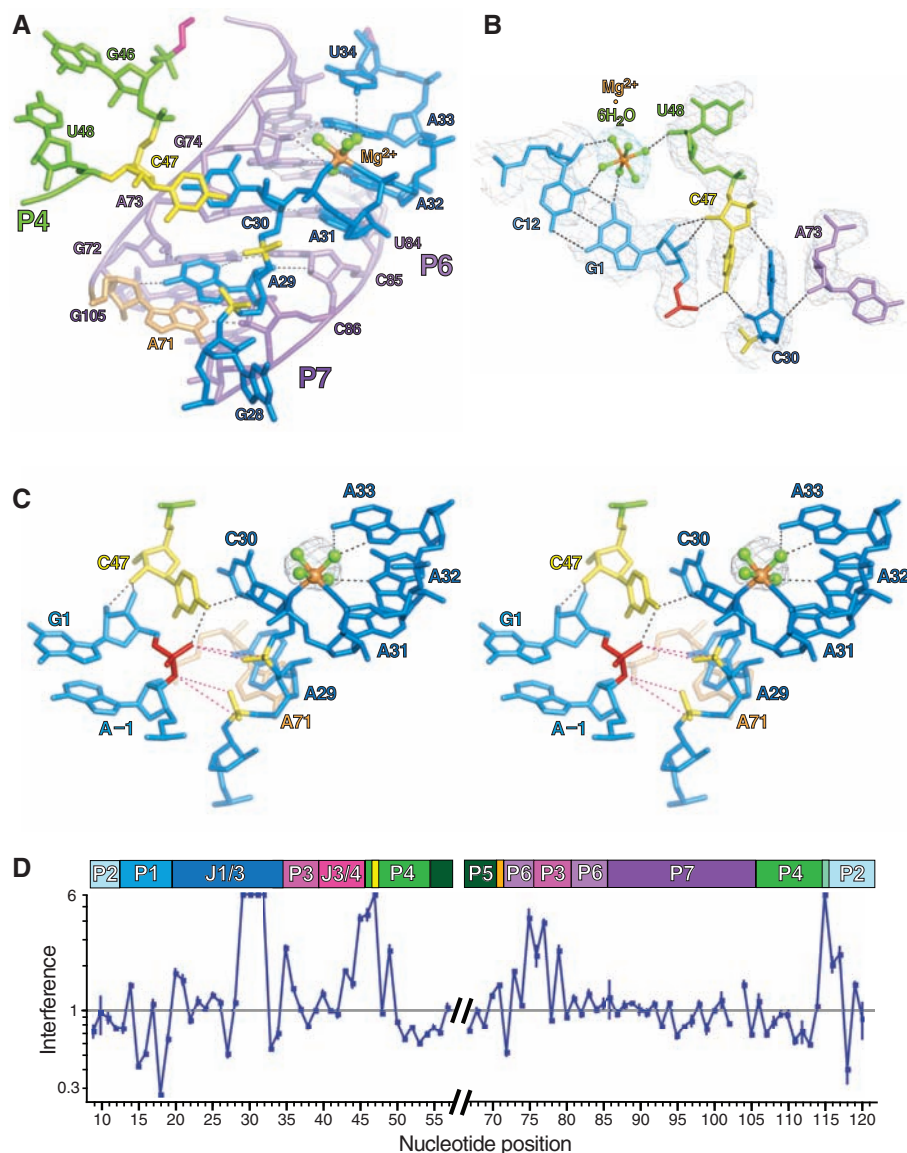 A
G46
U48
P4
C47
G74
A73
G72
G105
A71
U34
A33
Mg2+
A32
C30
A31
U84
P6
A29
C85
C86
P7
G28
B
Mg2+
6H2O
U48
C12
G1
C47
A73
C30
C
C47
G1
A–1
C30
A33
A32
A31
A29
A71
C47
G1
A–1
C30
A33
A32
A31
A29
A71
D
P2 P1 J1/3 P3 J3/4 P4 P5 P6 P3 P6 P7 P4 P2
6
1
0.3
Interference
10 15 20 25 30 35 40 45 50 55 70 75 80 85 90 95 100 105 110 115 120
Nucleotide position